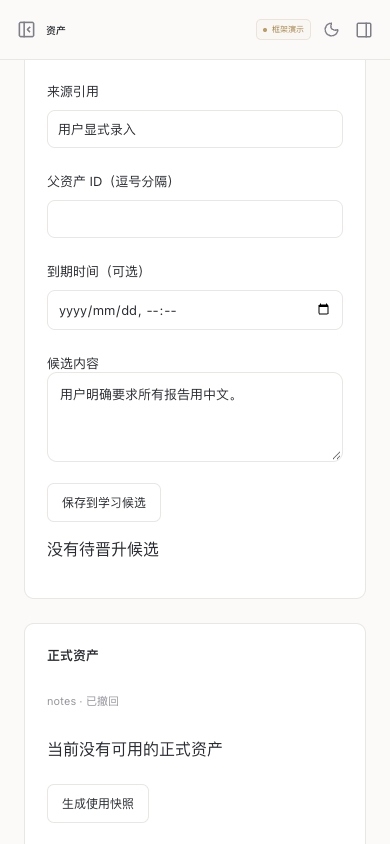 资产
框架演示
来源引用
用户显式录入
父资产 ID（逗号分隔）
到期时间（可选）
yyyy/mm/dd, --:--
候选内容
用户明确要求所有报告用中文。
保存到学习候选
没有待晋升候选
正式资产
notes · 已撤回
当前没有可用的正式资产
生成使用快照